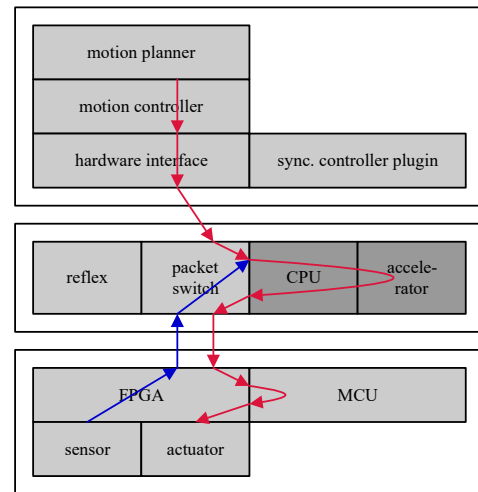 motion planner
motion controller
hardware interface
sync. controller plugin
reflex
packet
switch
CPU
accele-
rator
FPGA
MCU
sensor
actuator